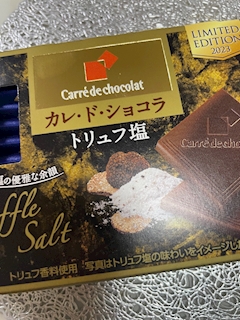 LIMITED
EDITION
2023
Carré de chocolat
カレ・ド・ショコラ
トリュフ塩
の優雅な余韻
ffle
Salt
Carré de chocolat
トリュフ香料使用 写真はトリュフ塩の味わいをイメージし